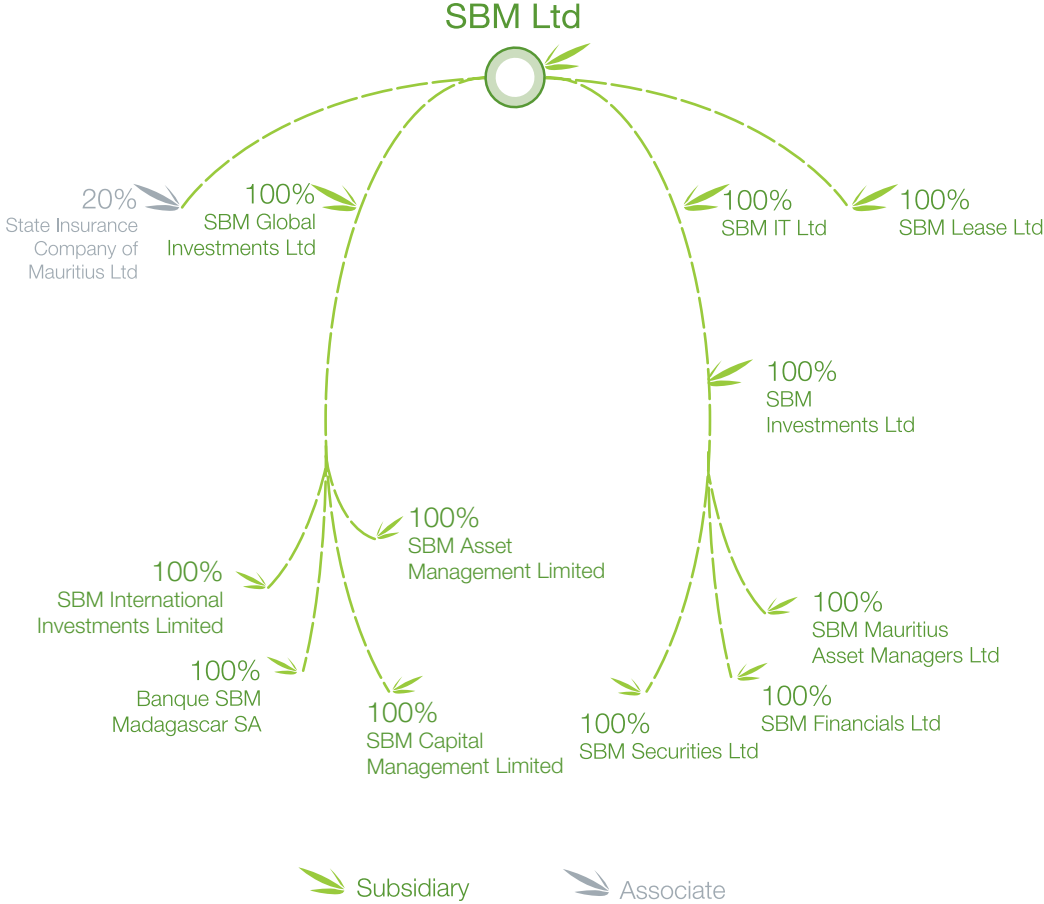 SBM Ltd
20%
State Insurance
Company of
Mauritius Ltd
100%
SBM Global
Investments Ltd
100%
SBM IT Ltd
100%
SBM Lease Ltd
100%
SBM
Investments Ltd
100%
SBM Asset
Management Limited
100%
SBM International
Investments Limited
100%
Banque SBM
Madagascar SA
100%
SBM Capital
Management Limited
100%
SBM Securities Ltd
100%
SBM Mauritius
Asset Managers Ltd
100%
SBM Financials Ltd
Subsidiary
Associate